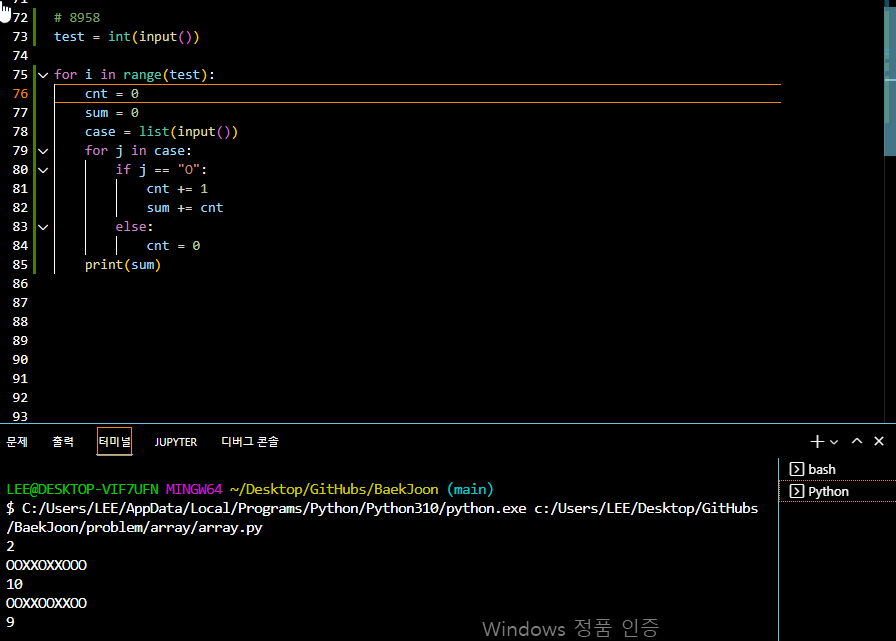 71
72 # 8958
73 test = int(input())
74
75 for i in range(test):
76 cnt = 0
77 sum = 0
78 case = list(input())
79 for j in case:
80 if j == "O":
81 cnt += 1
82 sum += cnt
83 else:
84 cnt = 0
85 print(sum)
86
87
88
89
90
91
92
93
문제 출력 터미널 JUPYTER 디버그 콘솔
bash
Python
LEE@DESKTOP-VIF7UFN MINGW64 ~/Desktop/GitHubs/BaekJoon (main)
$ C:/Users/LEE/AppData/Local/Programs/Python/Python310/python.exe c:/Users/LEE/Desktop/GitHubs
/BaekJoon/problem/array/array.py
2
OOXXOXXOOO
10
OOXXOOXXOO
9
Windows 정품 인증